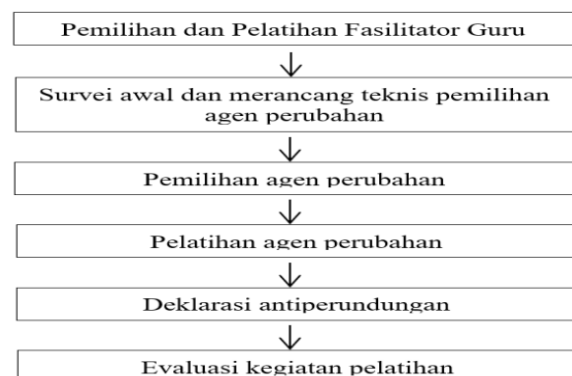 Pemilihan dan Pelatihan Fasilitator Guru
Survei awal dan merancang teknis pemilihan
agen perubahan
Pemilihan agen perubahan
Pelatihan agen perubahan
Deklarasi antiperundungan
Evaluasi kegiatan pelatihan